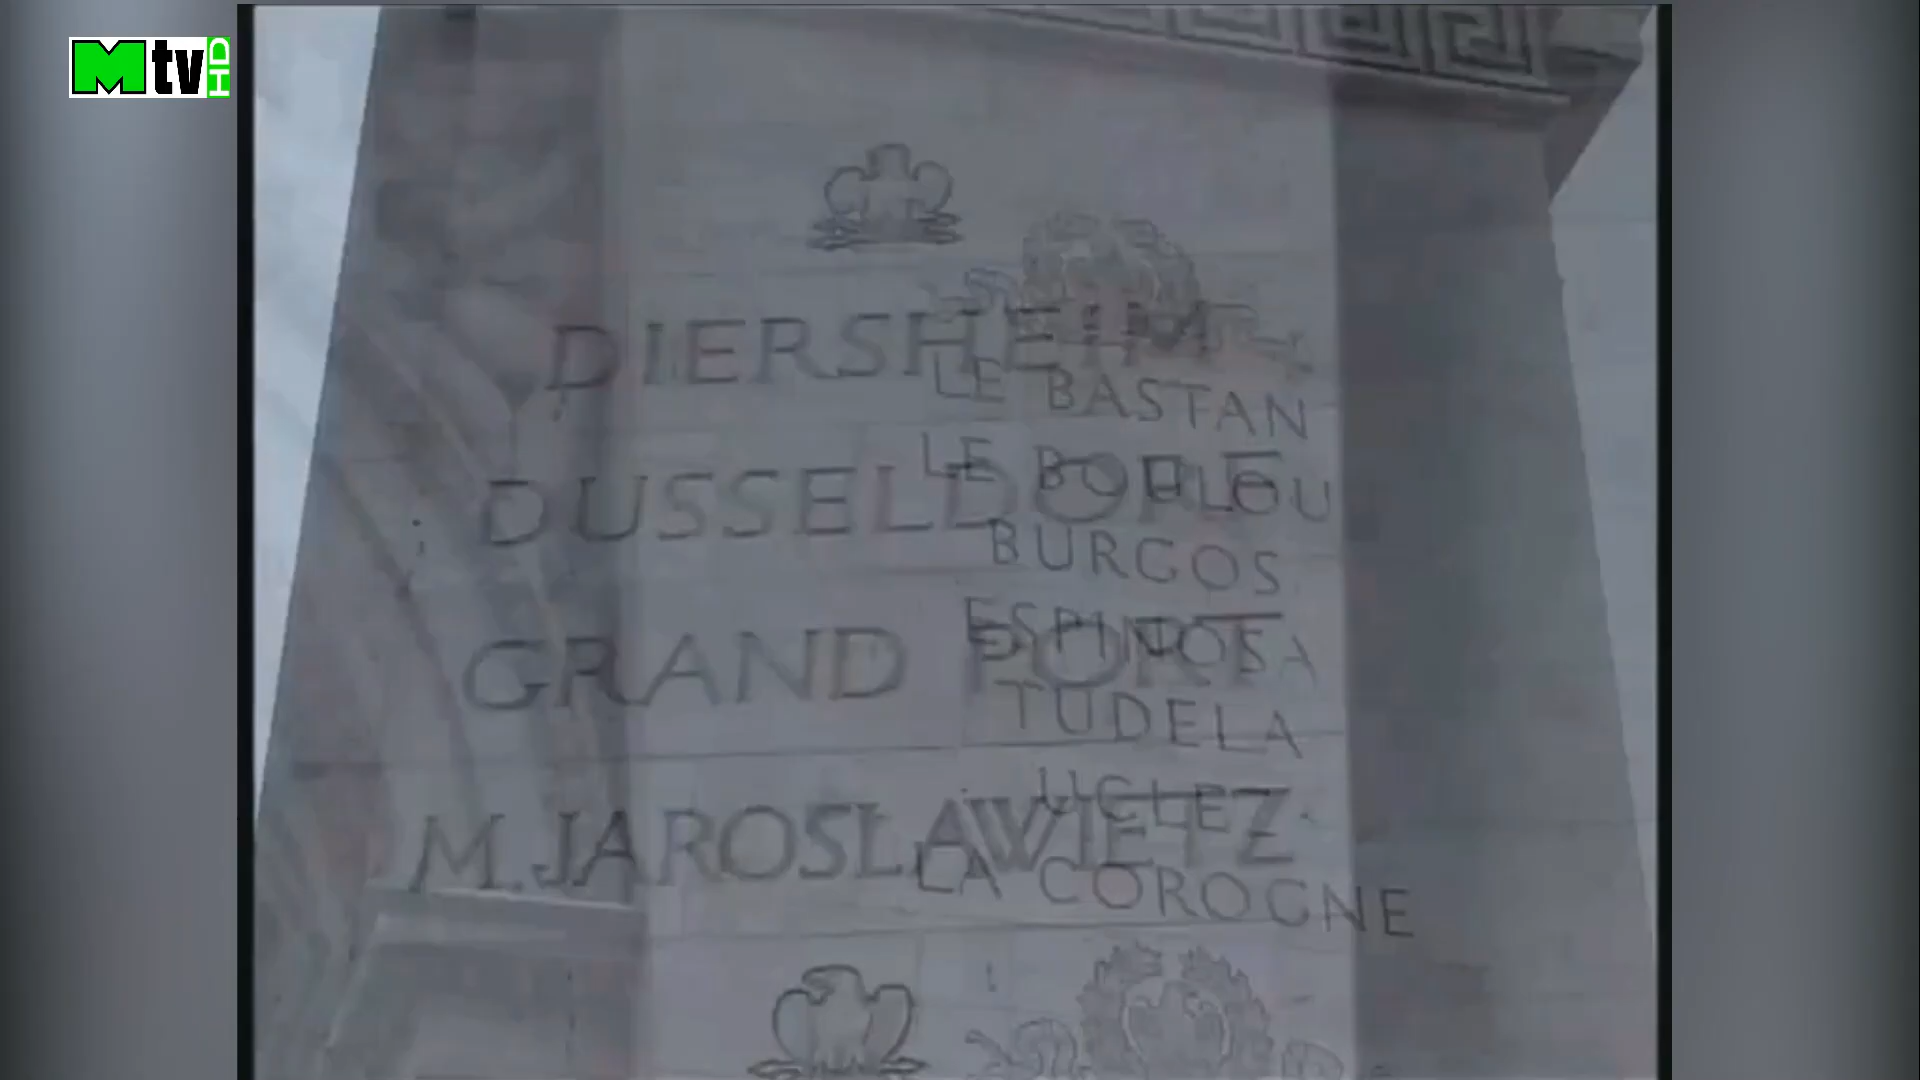 Mtv HD
DIERSHEIM
DUSSELDORF
GRAND PORT
M.JAROSLAWIETZ
LE BASTAN
LE BOULOU
BURGOS
ESPINOSA
TUDELA
UCLEZ
LA COROGNE